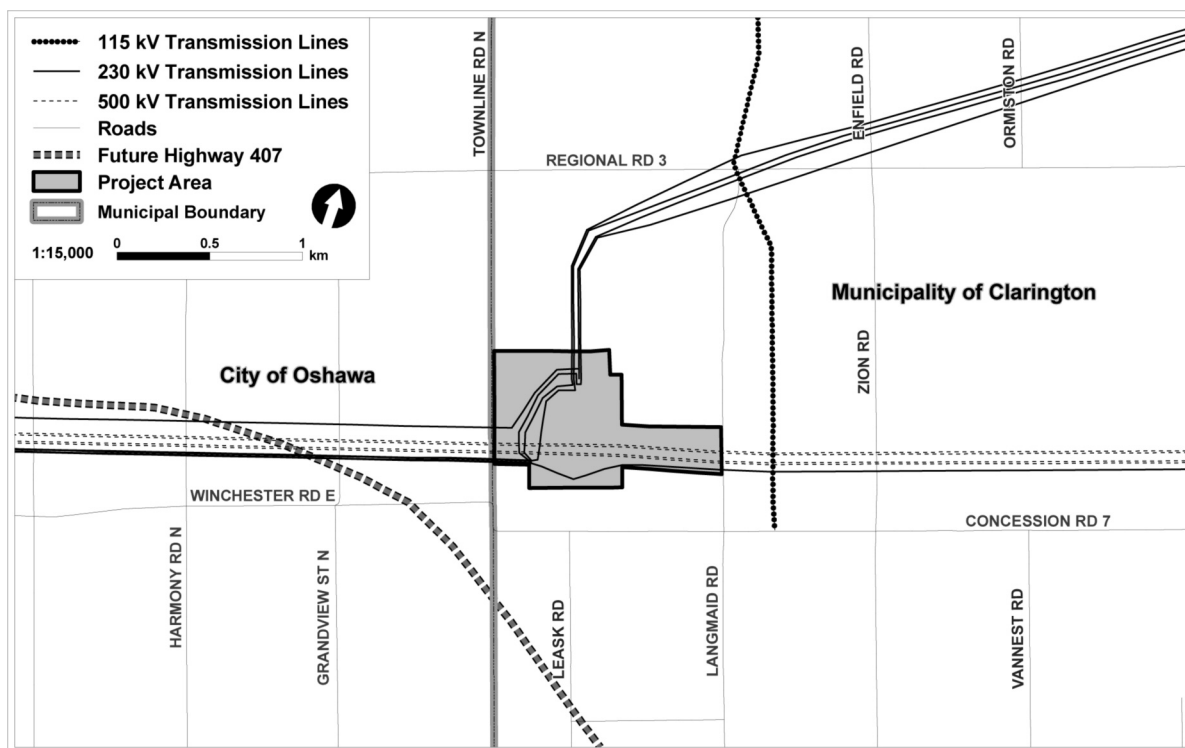 115 kV Transmission Lines
230 kV Transmission Lines
500 kV Transmission Lines
Roads
Future Highway 407
Project Area
Municipal Boundary
1:15,000
0 0.5 1
km
TOWNLINE RD N
REGIONAL RD 3
ENFIELD RD
ORMISTON RD
Municipality of Clarington
City of Oshawa
ZION RD
WINCHESTER RD E
CONCESSION RD 7
HARMONY RD N
GRANDVIEW ST N
LEASK RD
LANGMAID RD
VANNEST RD